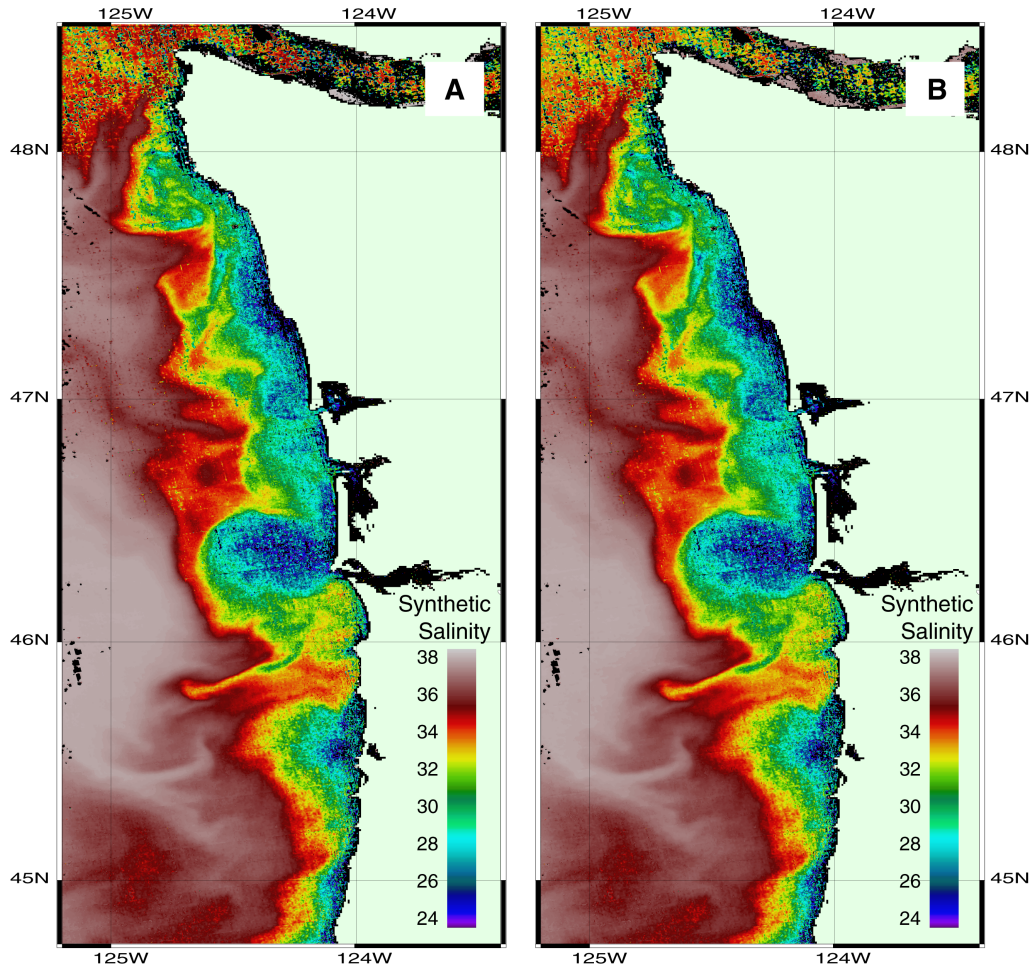 125W 124W 125W 124W
A B
48N 48N
47N 47N
Synthetic Salinity Synthetic Salinity
46N 46N
38 38
36 36
34 34
32 32
30 30
28 28
26 26
24 24
45N 45N
125W 124W 125W 124W